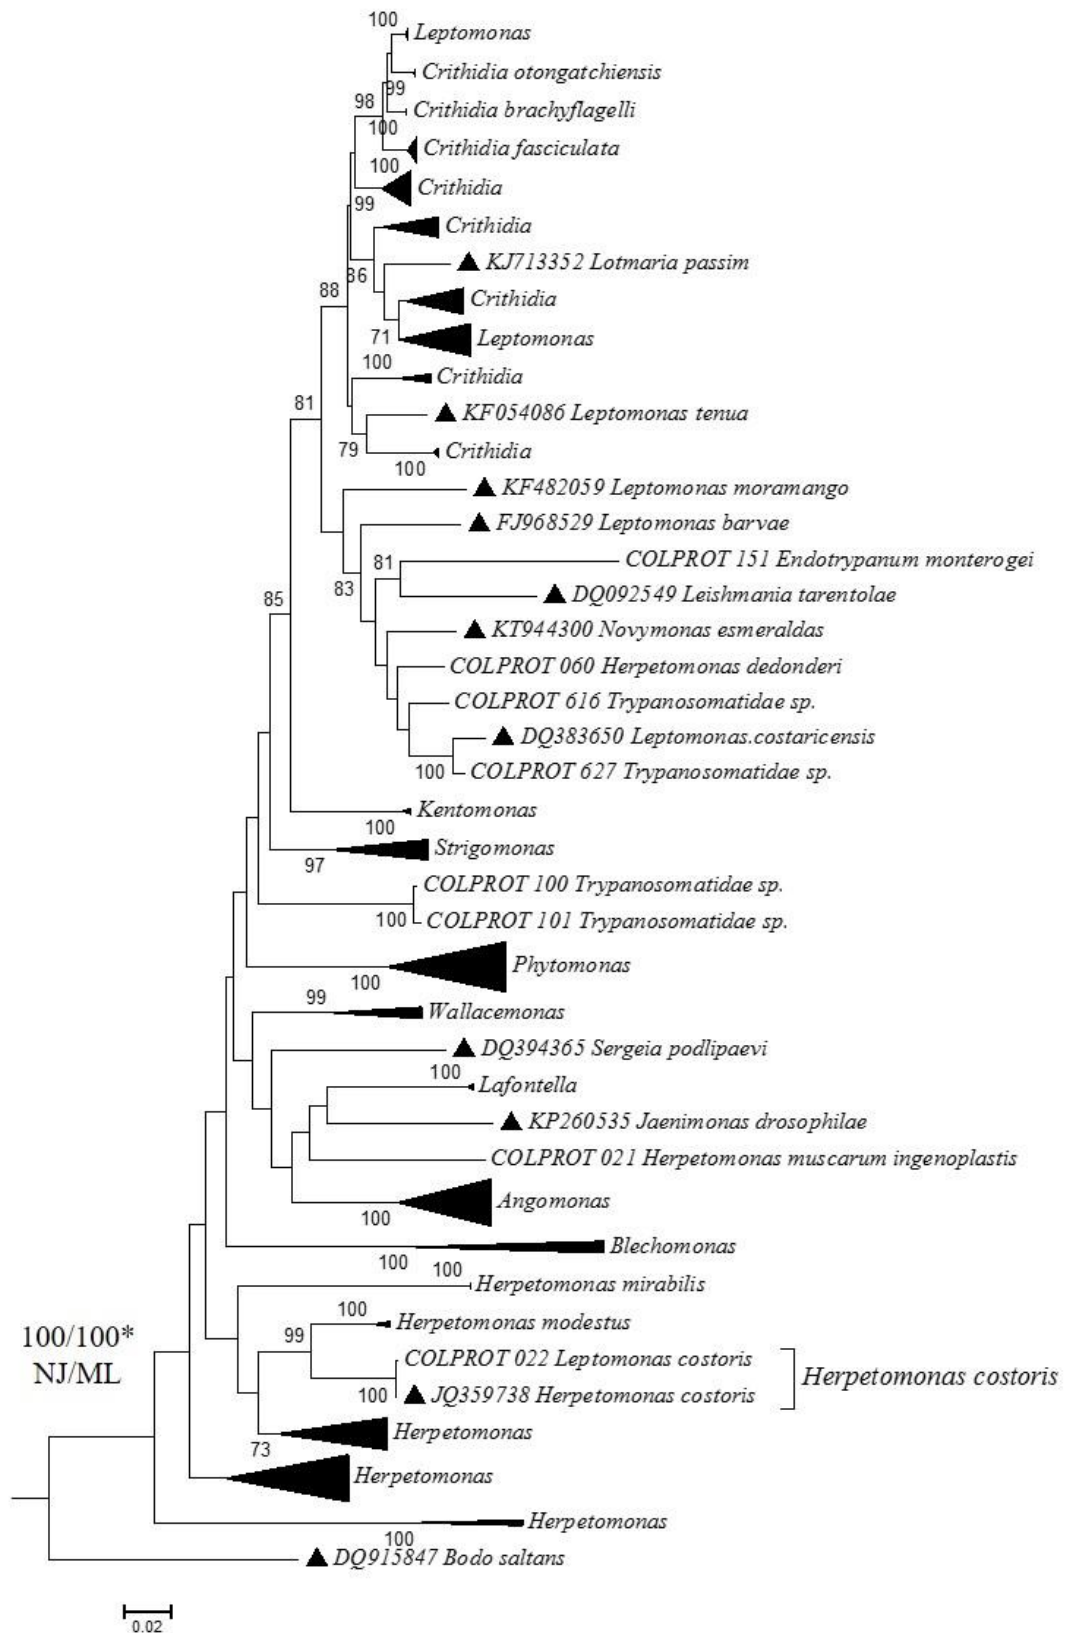 100
Leptomonas
Crithidia otongatchiensis
99
98
Crithidia brachyflagelli
100
Crithidia fasciculata
100
Crithidia
99
Crithidia
KJ713352 Lotmaria passim
86
88
Crithidia
71
Leptomonas
100
Crithidia
81
KF054086 Leptomonas tenua
79
Crithidia
100
KF482059 Leptomonas moramango
FJ968529 Leptomonas barvae
81
COLPROT 151 Endotrypanum monterogei
83
DQ092549 Leishmania tarentolae
85
KT944300 Novymonas esmeraldas
COLPROT 060 Herpetomonas dedonderi
COLPROT 616 Trypanosomatidae sp.
DQ383650 Leptomonas.costaricensis
100
COLPROT 627 Trypanosomatidae sp.
Kentomonas
100
Strigomonas
97
COLPROT 100 Trypanosomatidae sp.
100
COLPROT 101 Trypanosomatidae sp.
Phytomonas
100
99
Wallacemonas
DQ394365 Sergeia podlipaevi
100
Lafontella
KP260535 Jaenimonas drosophilae
COLPROT 021 Herpetomonas muscarum ingenoplastis
Angomonas
100
Blechomonas
100
100
Herpetomonas mirabilis
100
Herpetomonas modestus
99
100/100*
NJ/ML
COLPROT 022 Leptomonas costoris
Herpetomonas costoris
100
JQ359738 Herpetomonas costoris
Herpetomonas
73
Herpetomonas
Herpetomonas
100
DQ915847 Bodo saltans
0.02